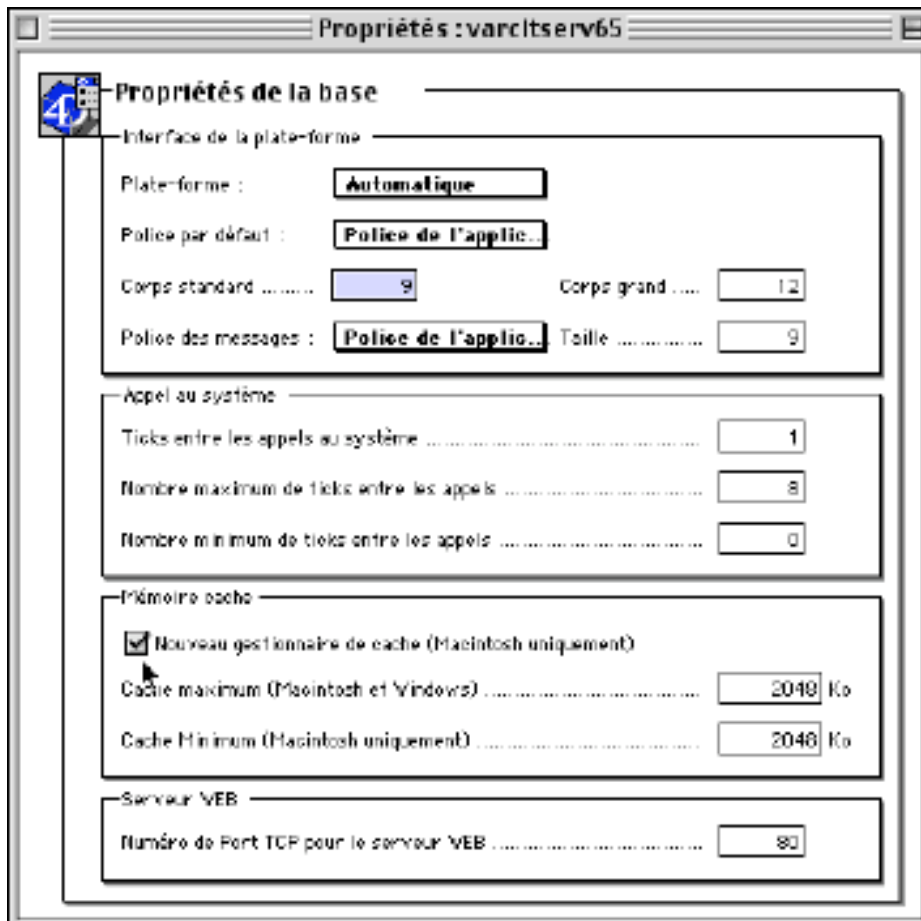 Propriétés : varcltserv65
Propriétés de la base
Interface de la plate-forme
Plate-forme : Automatique
Police par défaut : Police de l'applic...
Corps standard ......... 9 Corps grand ..... 12
Police des messages : Police de l'applic... Taille ............... 9
Appel au système
Ticks entre les appels au système ................................................ 1
Nombre maximum de ticks entre les appels ................................... 8
Nombre minimum de ticks entre les appels .................................... 0
Mémoire cache
Nouveau gestionnaire de cache (Macintosh uniquement)
Cache maximum (Macintosh et Windows) ...................................... 2048 Ko
Cache Minimum (Macintosh uniquement) ....................................... 2048 Ko
Serveur WEB
Numéro de Port TCP pour le serveur WEB ..................................... 80